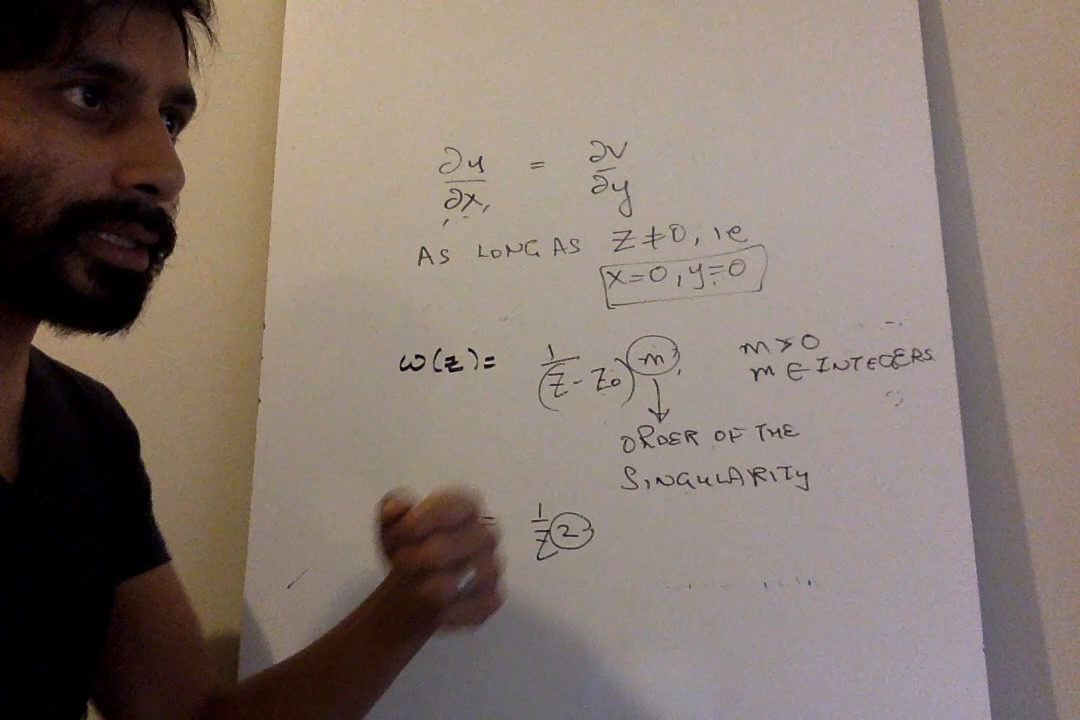 ∂u/∂x = ∂v/∂y
AS LONG AS Z ≠ 0, ie
x=0, y=0
ω(z) = 1/(z - z₀)^m, m > 0
m ∈ INTEGERS
ORDER OF THE
SINGULARITY
= 1/z^2